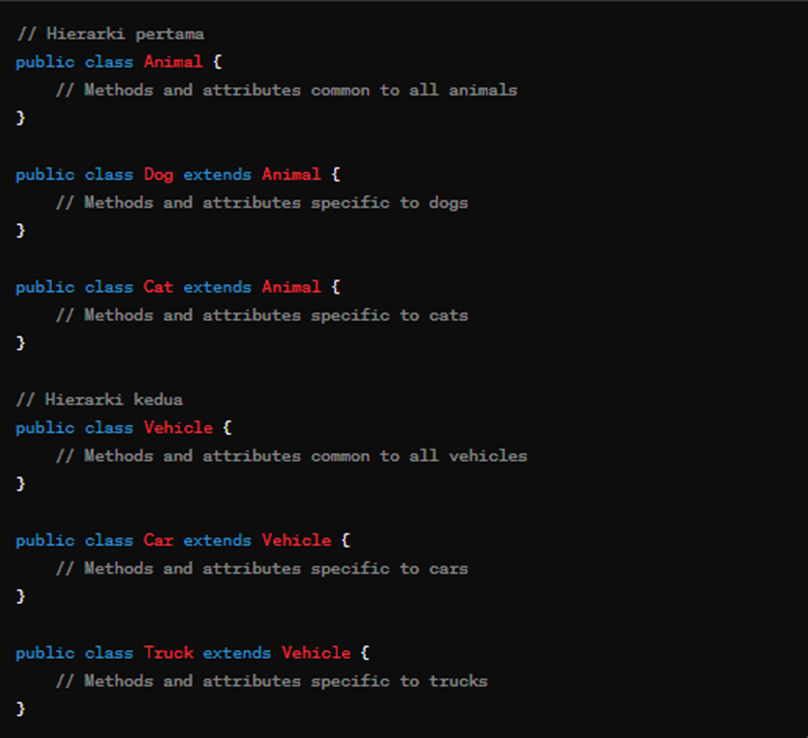 // Hierarki pertama
public class Animal {
    // Methods and attributes common to all animals
}
public class Dog extends Animal {
    // Methods and attributes specific to dogs
}
public class Cat extends Animal {
    // Methods and attributes specific to cats
}
// Hierarki kedua
public class Vehicle {
    // Methods and attributes common to all vehicles
}
public class Car extends Vehicle {
    // Methods and attributes specific to cars
}
public class Truck extends Vehicle {
    // Methods and attributes specific to trucks
}